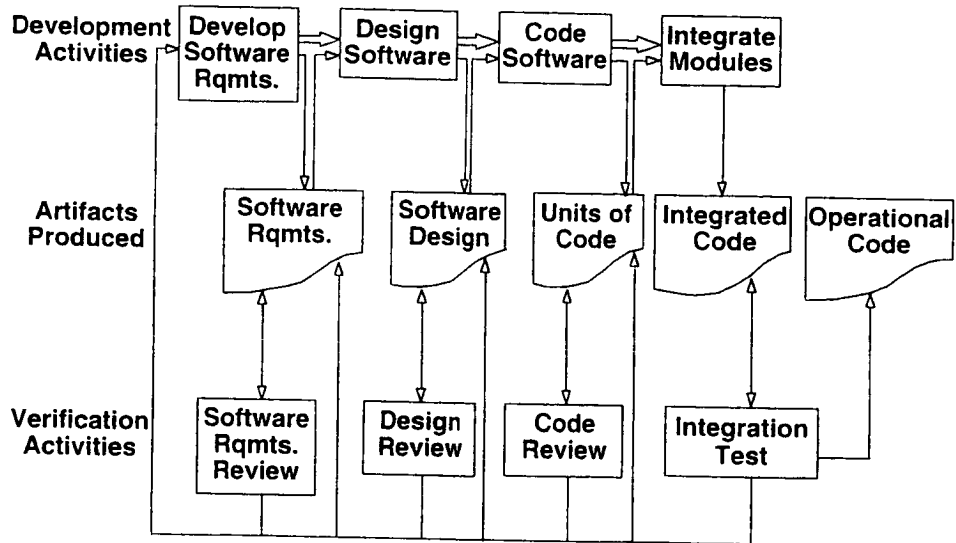 Development
Activities
Develop
Software
Rqmts.
Design
Software
Code
Software
Integrate
Modules
Artifacts
Produced
Software
Rqmts.
Software
Design
Units of
Code
Integrated
Code
Operational
Code
Verification
Activities
Software
Rqmts.
Review
Design
Review
Code
Review
Integration
Test